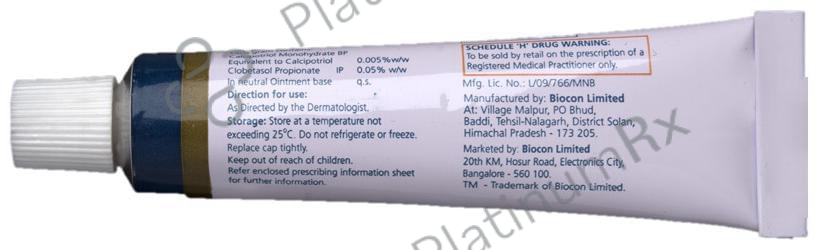 Calcipotriol Monohydrate BP
Equivalent to Calcipotriol 0.005%w/w
Clobetasol Propionate IP 0.05% w/w
In neutral Ointment base q.s.
Direction for use:
As Directed by the Dermatologist.
Storage: Store at a temperature not
exceeding 25°C. Do not refrigerate or freeze.
Replace cap tightly.
Keep out of reach of children.
Refer enclosed prescribing information sheet
for further information.
SCHEDULE 'H' DRUG WARNING:
To be sold by retail on the prescription of a
Registered Medical Practitioner only.
Mfg. Lic. No.: L/09/766/MNB
Manufactured by: Biocon Limited
At: Village Malpur, PO Bhud,
Baddi, Tehsil-Nalagarh, District Solan,
Himachal Pradesh - 173 205.
Marketed by: Biocon Limited
20th KM, Hosur Road, Electronics City,
Bangalore - 560 100.
TM - Trademark of Biocon Limited.
PlatinumRx